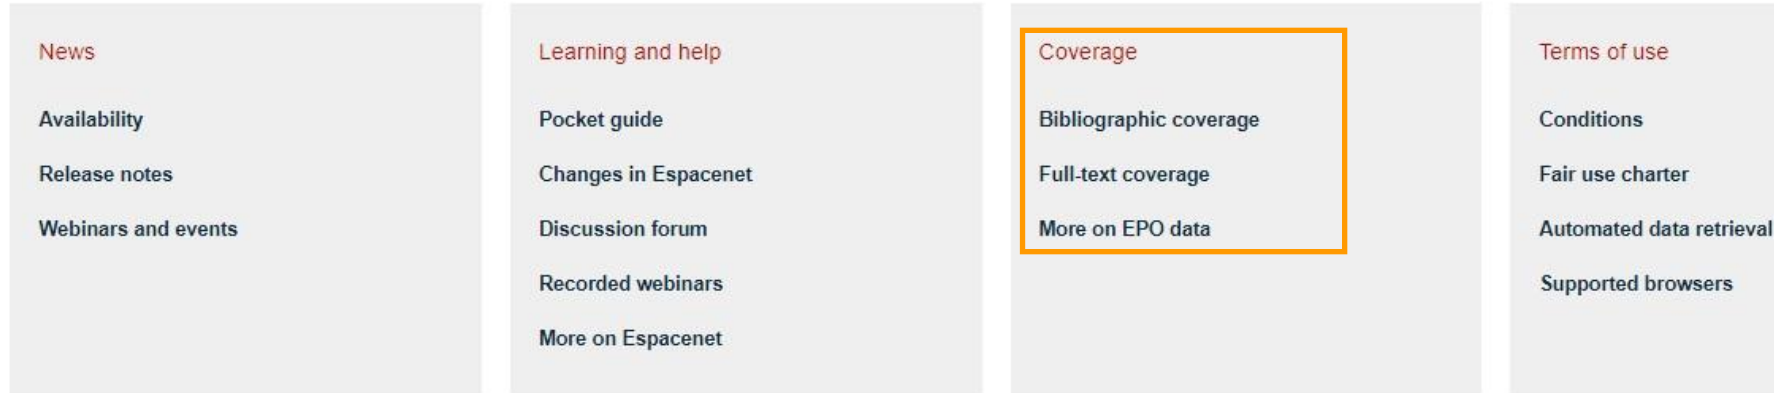 News
Availability
Release notes
Webinars and events
Learning and help
Pocket guide
Changes in Espacenet
Discussion forum
Recorded webinars
More on Espacenet
Coverage
Bibliographic coverage
Full-text coverage
More on EPO data
Terms of use
Conditions
Fair use charter
Automated data retrieval
Supported browsers